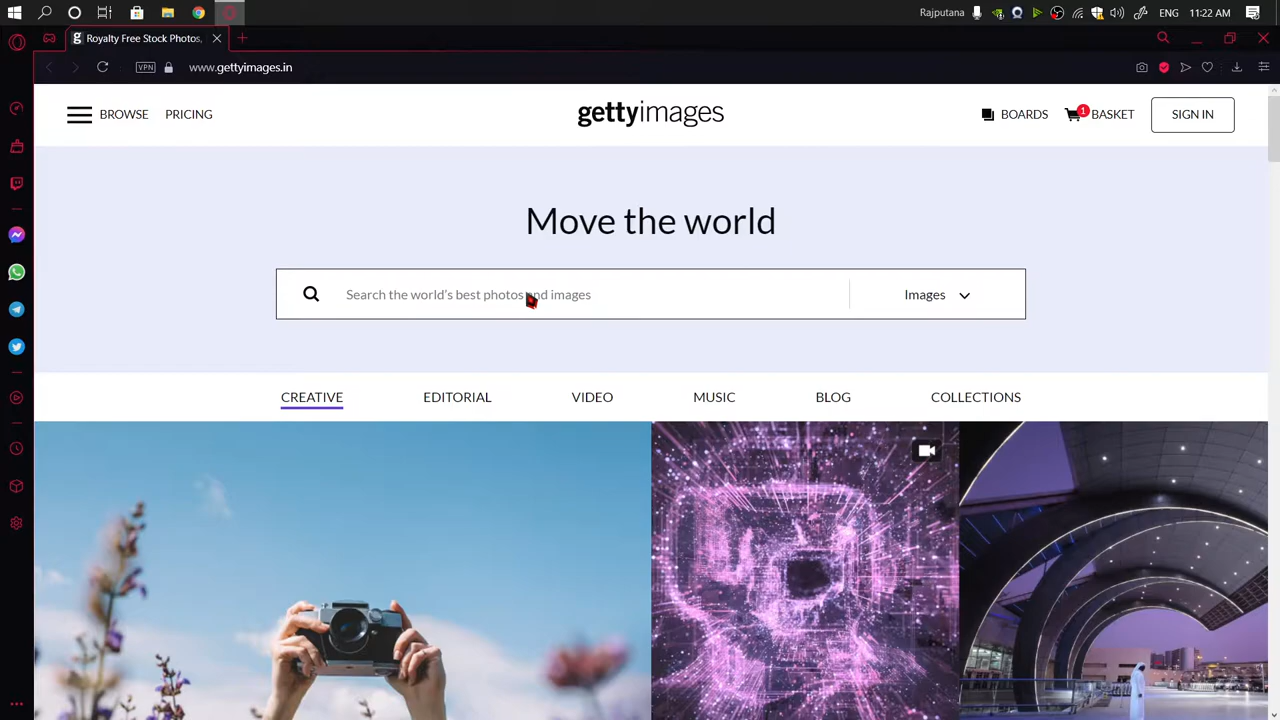 Rajputana
ENG
11:22 AM
Royalty Free Stock Photos,
VPN
www.gettyimages.in
BROWSE
PRICING
gettyimages
BOARDS
1
BASKET
SIGN IN
Move the world
Search the world's best photos and images
Images
CREATIVE
EDITORIAL
VIDEO
MUSIC
BLOG
COLLECTIONS